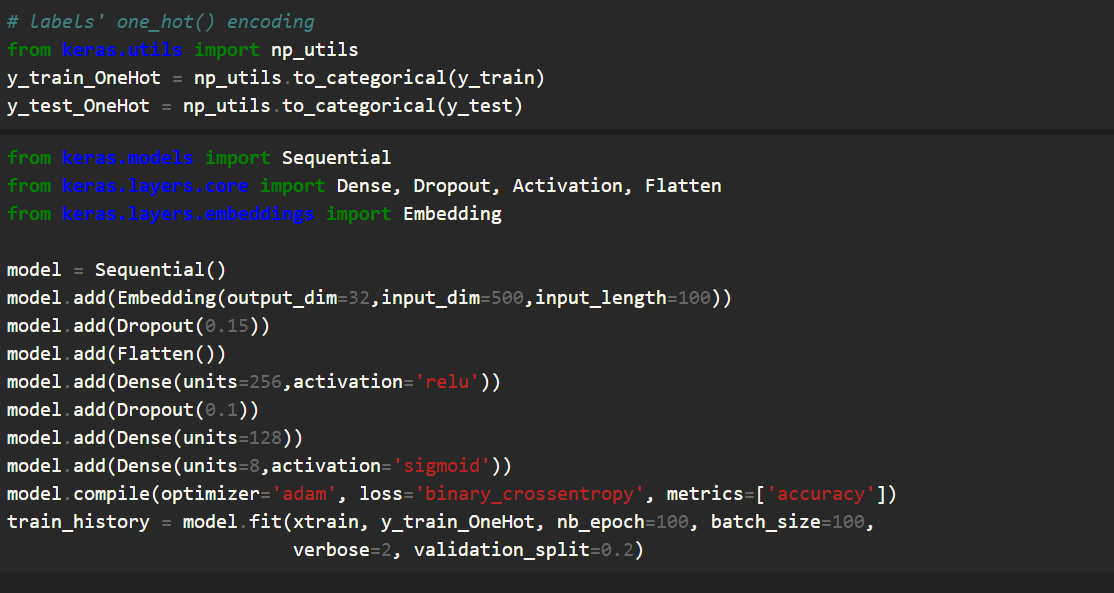 # labels' one_hot() encoding
from keras.utils import np_utils
y_train_OneHot = np_utils.to_categorical(y_train)
y_test_OneHot = np_utils.to_categorical(y_test)
from keras.models import Sequential
from keras.layers.core import Dense, Dropout, Activation, Flatten
from keras.layers.embeddings import Embedding
model = Sequential()
model.add(Embedding(output_dim=32,input_dim=500,input_length=100))
model.add(Dropout(0.15))
model.add(Flatten())
model.add(Dense(units=256,activation='relu'))
model.add(Dropout(0.1))
model.add(Dense(units=128))
model.add(Dense(units=8,activation='sigmoid'))
model.compile(optimizer='adam', loss='binary_crossentropy', metrics=['accuracy'])
train_history = model.fit(xtrain, y_train_OneHot, nb_epoch=100, batch_size=100,
verbose=2, validation_split=0.2)